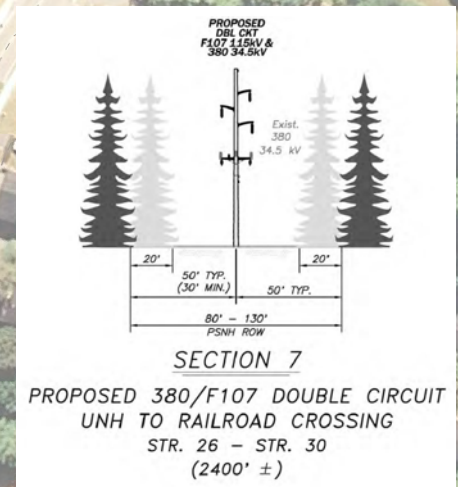 PROPOSED
DBL CKT
F107 115kV &
380 34.5kV
Exist.
380
34.5 kV
20'
20'
50' TYP.
(30' MIN.)
50' TYP.
80' – 130'
PSNH ROW
SECTION 7
PROPOSED 380/F107 DOUBLE CIRCUIT
UNH TO RAILROAD CROSSING
STR. 26 – STR. 30
(2400' ±)